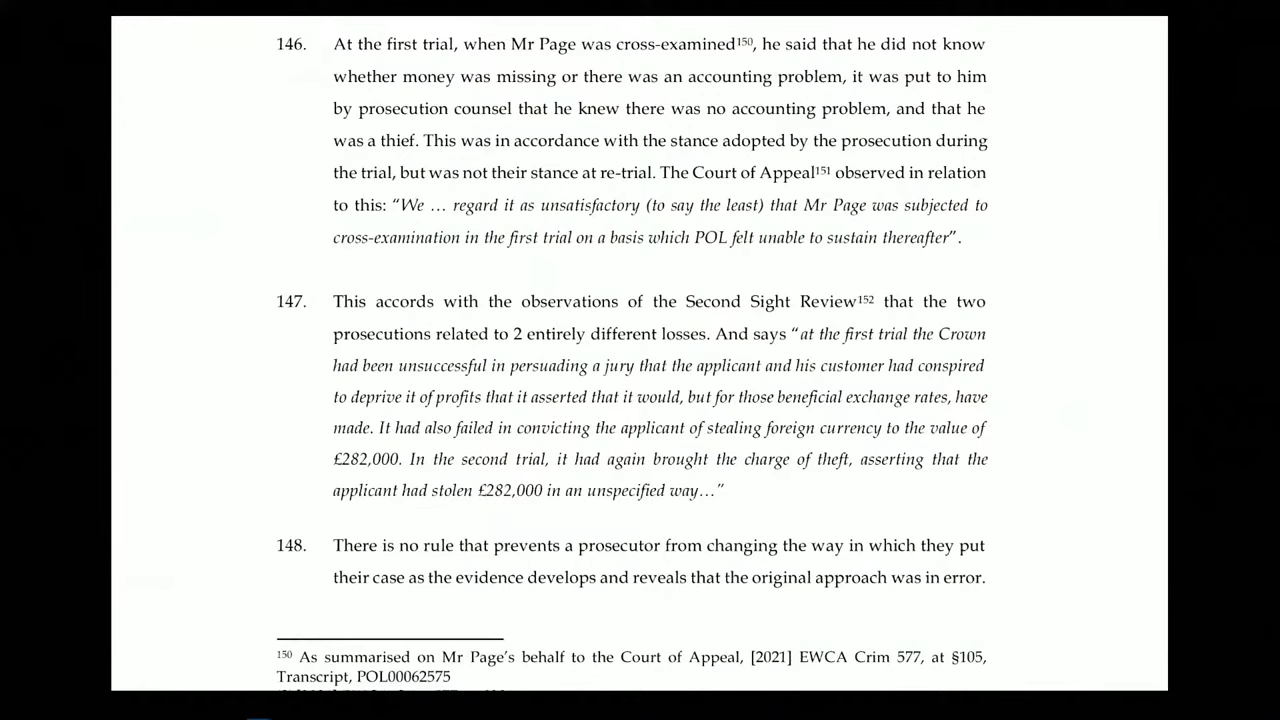 146. At the first trial, when Mr Page was cross-examined150, he said that he did not know
whether money was missing or there was an accounting problem, it was put to him
by prosecution counsel that he knew there was no accounting problem, and that he
was a thief. This was in accordance with the stance adopted by the prosecution during
the trial, but was not their stance at re-trial. The Court of Appeal151 observed in relation
to this: “We … regard it as unsatisfactory (to say the least) that Mr Page was subjected to
cross-examination in the first trial on a basis which POL felt unable to sustain thereafter”.
147. This accords with the observations of the Second Sight Review152 that the two
prosecutions related to 2 entirely different losses. And says “at the first trial the Crown
had been unsuccessful in persuading a jury that the applicant and his customer had conspired
to deprive it of profits that it asserted that it would, but for those beneficial exchange rates, have
made. It had also failed in convicting the applicant of stealing foreign currency to the value of
£282,000. In the second trial, it had again brought the charge of theft, asserting that the
applicant had stolen £282,000 in an unspecified way…”
148. There is no rule that prevents a prosecutor from changing the way in which they put
their case as the evidence develops and reveals that the original approach was in error.
150 As summarised on Mr Page’s behalf to the Court of Appeal, [2021] EWCA Crim 577, at §105,
Transcript, POL00062575